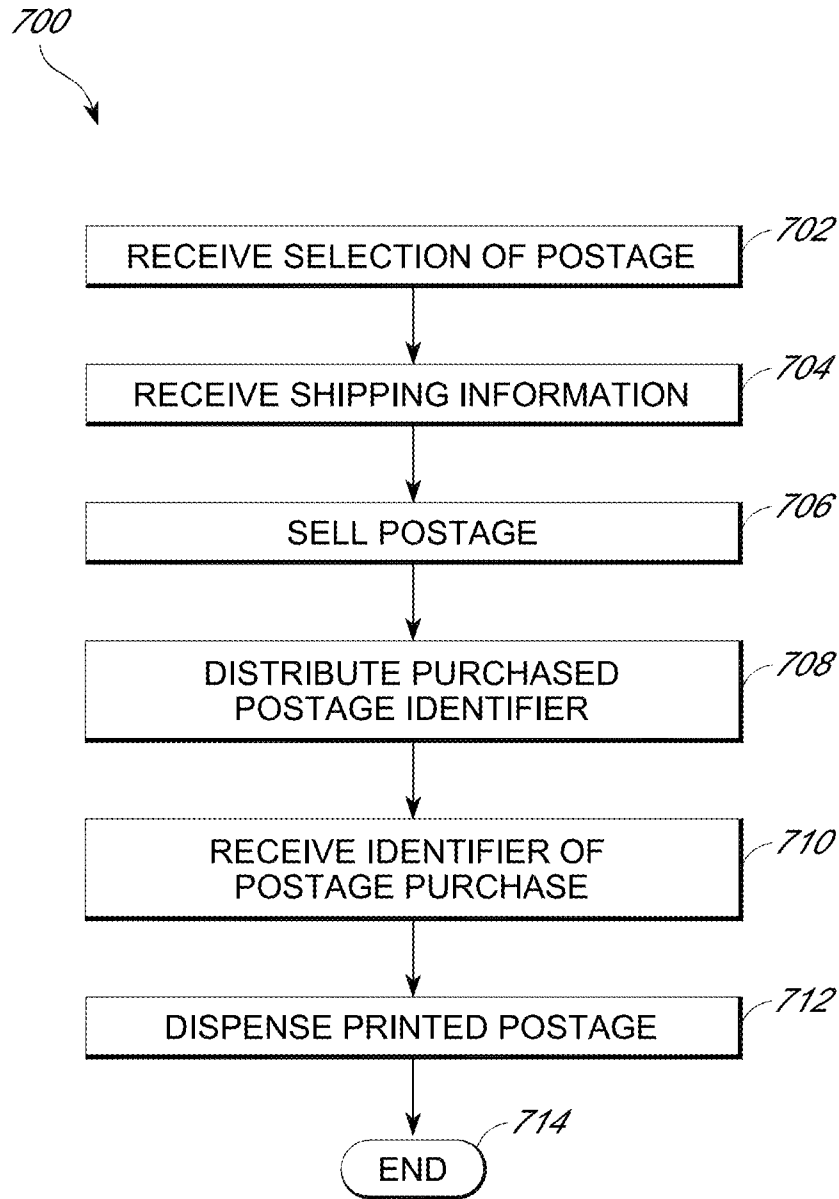 700
RECEIVE SELECTION OF POSTAGE
702
RECEIVE SHIPPING INFORMATION
704
SELL POSTAGE
706
DISTRIBUTE PURCHASED
POSTAGE IDENTIFIER
708
RECEIVE IDENTIFIER OF
POSTAGE PURCHASE
710
DISPENSE PRINTED POSTAGE
712
END
714